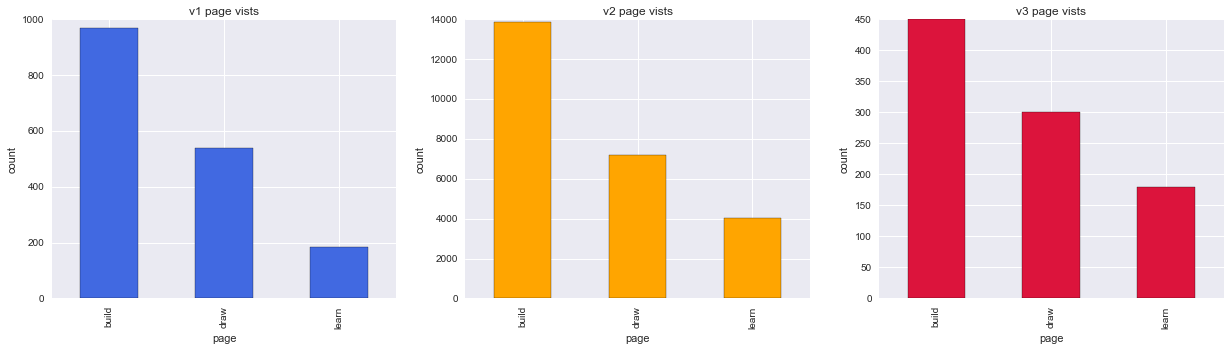 v1 page vists
1000
800
600
400
200
0
count
build
draw
learn
page
v2 page vists
14000
12000
10000
8000
6000
4000
2000
0
count
build
draw
learn
page
v3 page vists
450
400
350
300
250
200
150
100
50
0
count
build
draw
learn
page